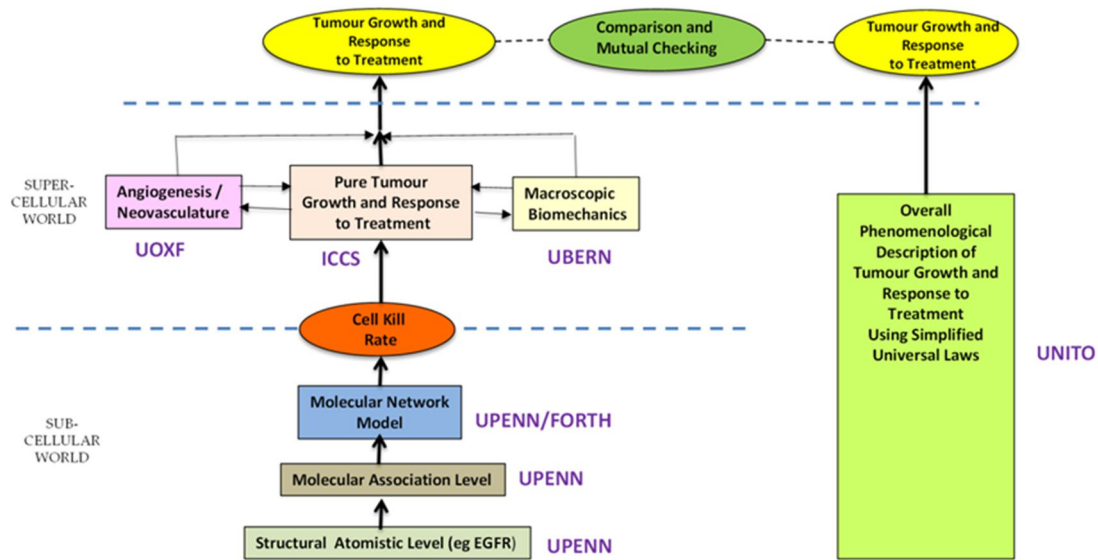 Tumour Growth and
Response
to Treatment
Comparison and
Mutual Checking
Tumour Growth and
Response
to Treatment
SUPER-
CELLULAR
WORLD
Angiogenesis /
Neovasculature
UOXF
Pure Tumour
Growth and Response
to Treatment
ICCS
Macroscopic
Biomechanics
UBERN
Cell Kill
Rate
SUB-
CELLULAR
WORLD
Molecular Network
Model
UPENN/FORTH
Molecular Association Level
UPENN
Structural Atomistic Level (eg EGFR)
UPENN
Overall
Phenomenological
Description of
Tumour Growth and
Response to
Treatment
Using Simplified
Universal Laws
UNITO